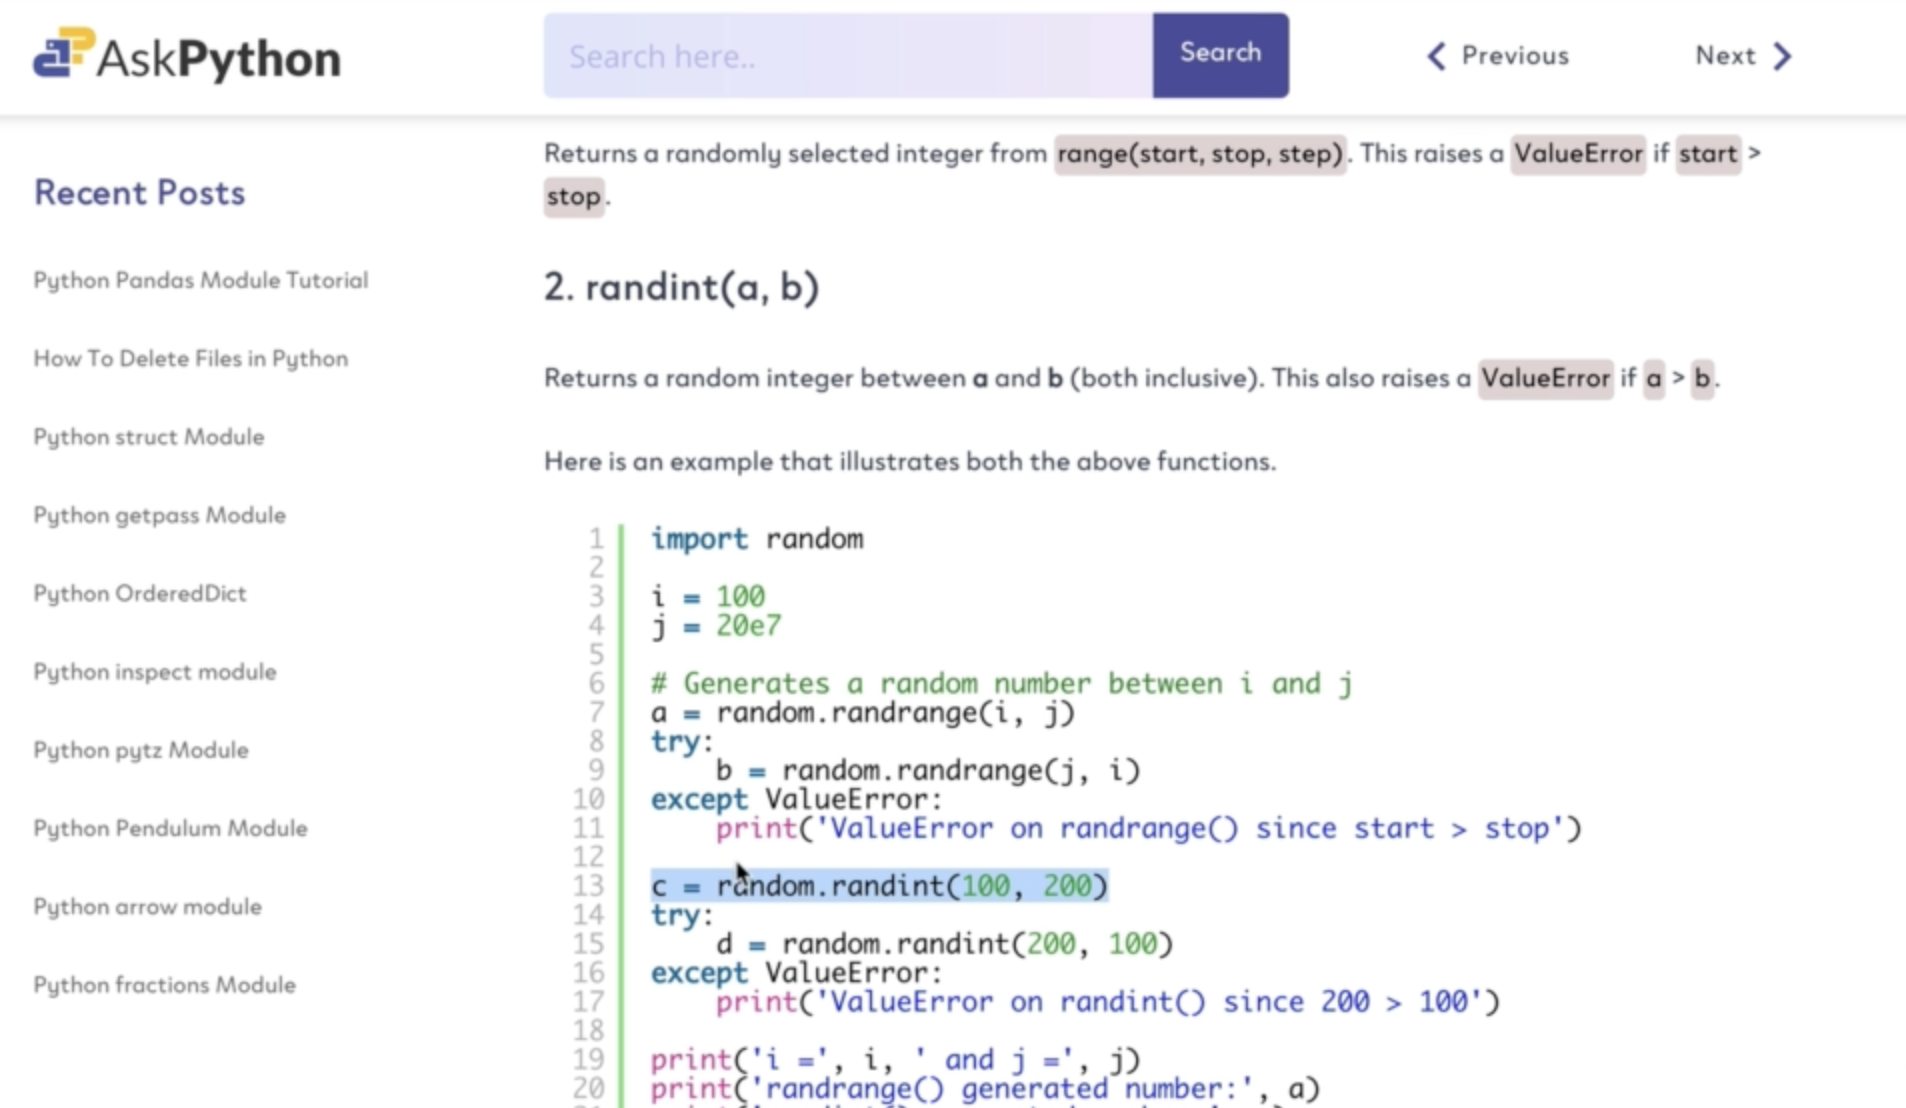 AskPython
Search here..
Search
Previous
Next
Recent Posts
Python Pandas Module Tutorial
How To Delete Files in Python
Python struct Module
Python getpass Module
Python OrderedDict
Python inspect module
Python pytz Module
Python Pendulum Module
Python arrow module
Python fractions Module
Returns a randomly selected integer from range(start, stop, step). This raises a ValueError if start >
stop.
2. randint(a, b)
Returns a random integer between a and b (both inclusive). This also raises a ValueError if a > b.
Here is an example that illustrates both the above functions.
1 import random
2
3 i = 100
4 j = 20e7
5
6 # Generates a random number between i and j
7 a = random.randrange(i, j)
8 try:
9     b = random.randrange(j, i)
10 except ValueError:
11     print('ValueError on randrange() since start > stop')
12
13 c = random.randint(100, 200)
14 try:
15     d = random.randint(200, 100)
16 except ValueError:
17     print('ValueError on randint() since 200 > 100')
18
19 print('i =', i, ' and j =', j)
20 print('randrange() generated number:', a)